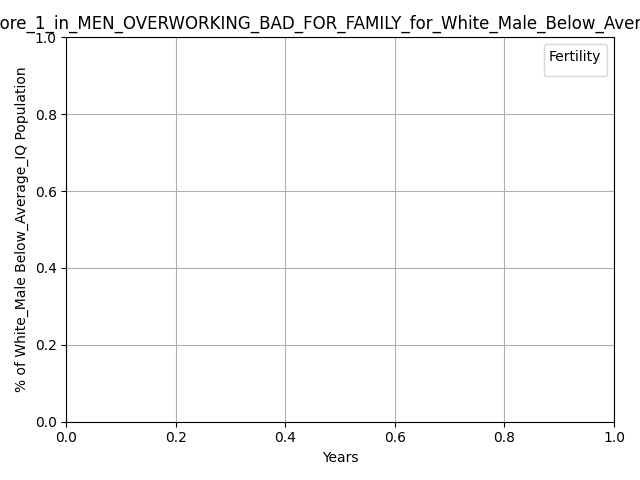 ore_1_in_MEN_OVERWORKING_BAD_FOR_FAMILY_for_White_Male_Below_Aver
Fertility
% of White_Male Below_Average_IQ Population
1.0
0.8
0.6
0.4
0.2
0.0
0.0 0.2 0.4 0.6 0.8 1.0
Years